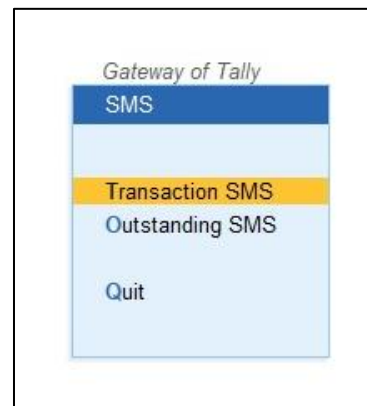 Gateway of Tally
SMS
Transaction SMS
Outstanding SMS
Quit